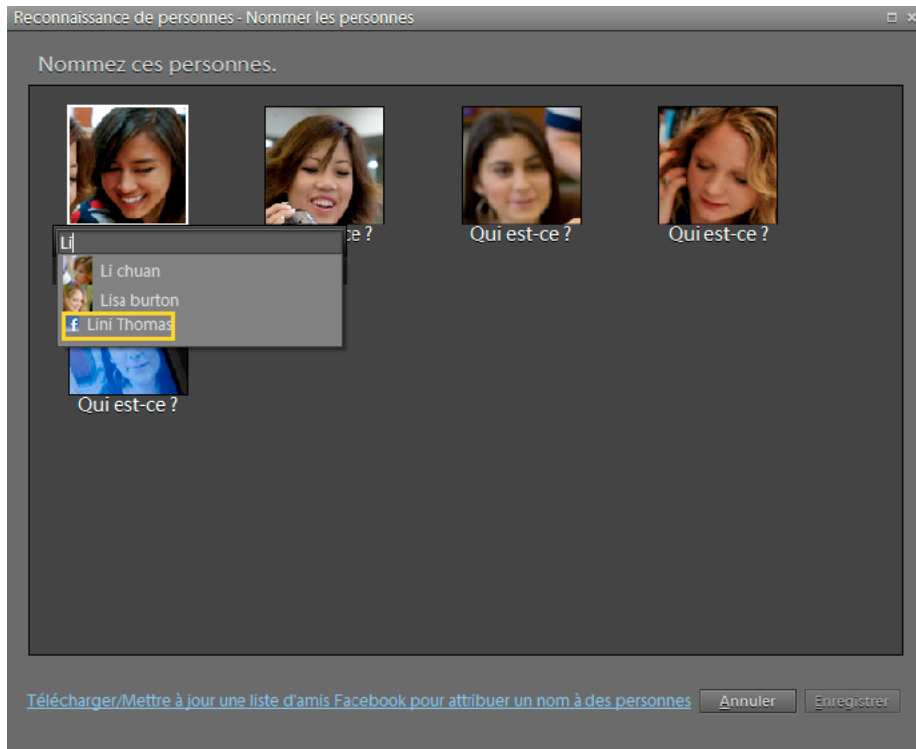 Reconnaissance de personnes - Nommer les personnes
Nommez ces personnes.
Li
Li chuan
Lisa burton
f Lini Thomas
ce ?
Qui est-ce ?
Qui est-ce ?
Qui est-ce ?
Télécharger/Mettre à jour une liste d'amis Facebook pour attribuer un nom à des personnes
Annuler
Enregistrer